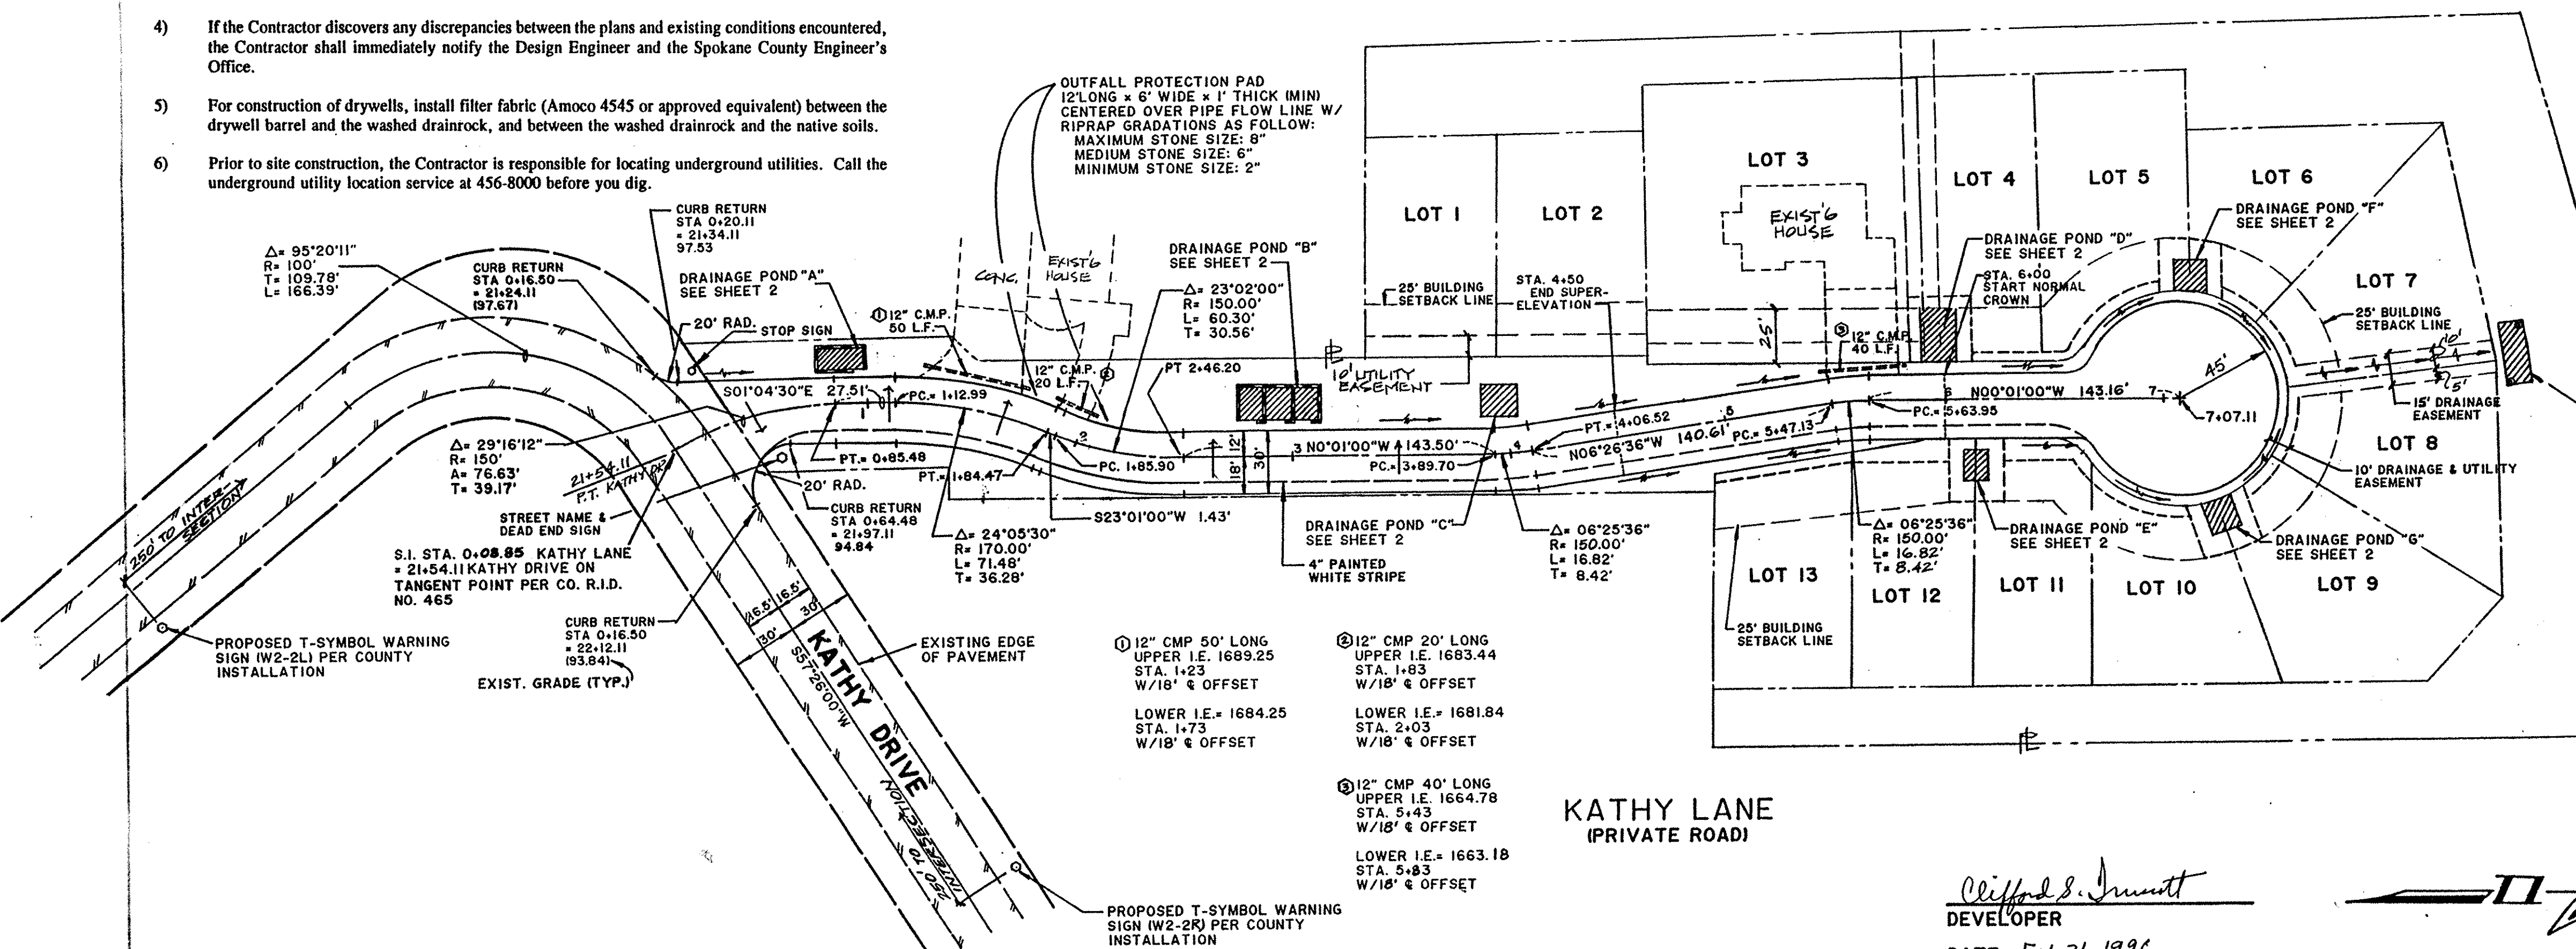 4) If the Contractor discovers any discrepancies between the plans and existing conditions encountered,
the Contractor shall immediately notify the Design Engineer and the Spokane County Engineer's
Office.
5) For construction of drywells, install filter fabric (Amoco 4545 or approved equivalent) between the
drywell barrel and the washed drainrock, and between the washed drainrock and the native soils.
6) Prior to site construction, the Contractor is responsible for locating underground utilities. Call the
underground utility location service at 456-8000 before you dig.
OUTFALL PROTECTION PAD
12'LONG x 6' WIDE x 1' THICK (MIN)
CENTERED OVER PIPE FLOW LINE W/
RIPRAP GRADATIONS AS FOLLOW:
MAXIMUM STONE SIZE: 8"
MEDIUM STONE SIZE: 6"
MINIMUM STONE SIZE: 2"
CURB RETURN
STA 0+20.11
= 21+34.11
97.53
Δ= 95°20'11"
R= 100'
T= 109.78'
L= 166.39'
CURB RETURN
STA 0+16.50
= 21+24.11
(97.67)
DRAINAGE POND "A"
SEE SHEET 2
20' RAD.
STOP SIGN
① 12" C.M.P.
50 L.F.
CONC.
EXIST'G
HOUSE
12" C.M.P.
20 L.F.
②
DRAINAGE POND "B"
SEE SHEET 2
Δ= 23°02'00"
R= 150.00'
L= 60.30'
T= 30.56'
PT 2+46.20
LOT 1
LOT 2
LOT 3
LOT 4
LOT 5
LOT 6
LOT 7
LOT 8
EXIST'G
HOUSE
25' BUILDING
SETBACK LINE
STA. 4+50
END SUPER-
ELEVATION
25'
③
12" C.M.P.
40 L.F.
10' UTILITY
EASEMENT
DRAINAGE POND "D"
SEE SHEET 2
STA. 6+00
START NORMAL
CROWN
DRAINAGE POND "F"
SEE SHEET 2
25' BUILDING
SETBACK LINE
10'
5'
15' DRAINAGE
EASEMENT
45'
7+07.11
10' DRAINAGE & UTILITY
EASEMENT
S01°04'30"E 27.51'
1
PC.= 1+12.99
PT.= 0+85.48
2
PC. 1+85.90
PT.= 1+84.47
S23°01'00"W 1.43'
12'
18'
30'
3 N0°01'00"W 143.50'
PC.= 3+89.70
4
PT.= 4+06.52
N06°26'36"W 140.61'
5
PC.= 5+47.13
PC.= 5+63.95
6
N00°01'00"W 143.16'
7
Δ= 29°16'12"
R= 150'
A= 76.63'
T= 39.17'
21+54.11
P.T. KATHY DR.
250' TO INTER-
SECTION
STREET NAME &
DEAD END SIGN
S.I. STA. 0+08.85 KATHY LANE
= 21+54.11 KATHY DRIVE ON
TANGENT POINT PER CO. R.I.D.
NO. 465
20' RAD.
CURB RETURN
STA 0+64.48
= 21+97.11
94.84
Δ= 24°05'30"
R= 170.00'
L= 71.48'
T= 36.28'
DRAINAGE POND "C"
SEE SHEET 2
4" PAINTED
WHITE STRIPE
Δ= 06°25'36"
R= 150.00'
L= 16.82'
T= 8.42'
Δ= 06°25'36"
R= 150.00'
L= 16.82'
T= 8.42'
DRAINAGE POND "E"
SEE SHEET 2
DRAINAGE POND "G"
SEE SHEET 2
LOT 13
LOT 12
LOT 11
LOT 10
LOT 9
25' BUILDING
SETBACK LINE
PROPOSED T-SYMBOL WARNING
SIGN (W2-2L) PER COUNTY
INSTALLATION
CURB RETURN
STA 0+16.50
= 22+12.11
(93.84)
EXIST. GRADE (TYP.)
16.5' 16.5'
30'
30'
KATHY DRIVE
S57°26'00"W
250' TO
INTERSECTION
EXISTING EDGE
OF PAVEMENT
① 12" CMP 50' LONG
UPPER I.E. 1689.25
STA. 1+23
W/18' ℄ OFFSET
LOWER I.E.= 1684.25
STA. 1+73
W/18' ℄ OFFSET
② 12" CMP 20' LONG
UPPER I.E. 1683.44
STA. 1+83
W/18' ℄ OFFSET
LOWER I.E.= 1681.84
STA. 2+03
W/18' ℄ OFFSET
③ 12" CMP 40' LONG
UPPER I.E. 1664.78
STA. 5+43
W/18' ℄ OFFSET
LOWER I.E.= 1663.18
STA. 5+83
W/18' ℄ OFFSET
KATHY LANE
(PRIVATE ROAD)
PROPOSED T-SYMBOL WARNING
SIGN (W2-2R) PER COUNTY
INSTALLATION
Clifford S.
DEVELOPER